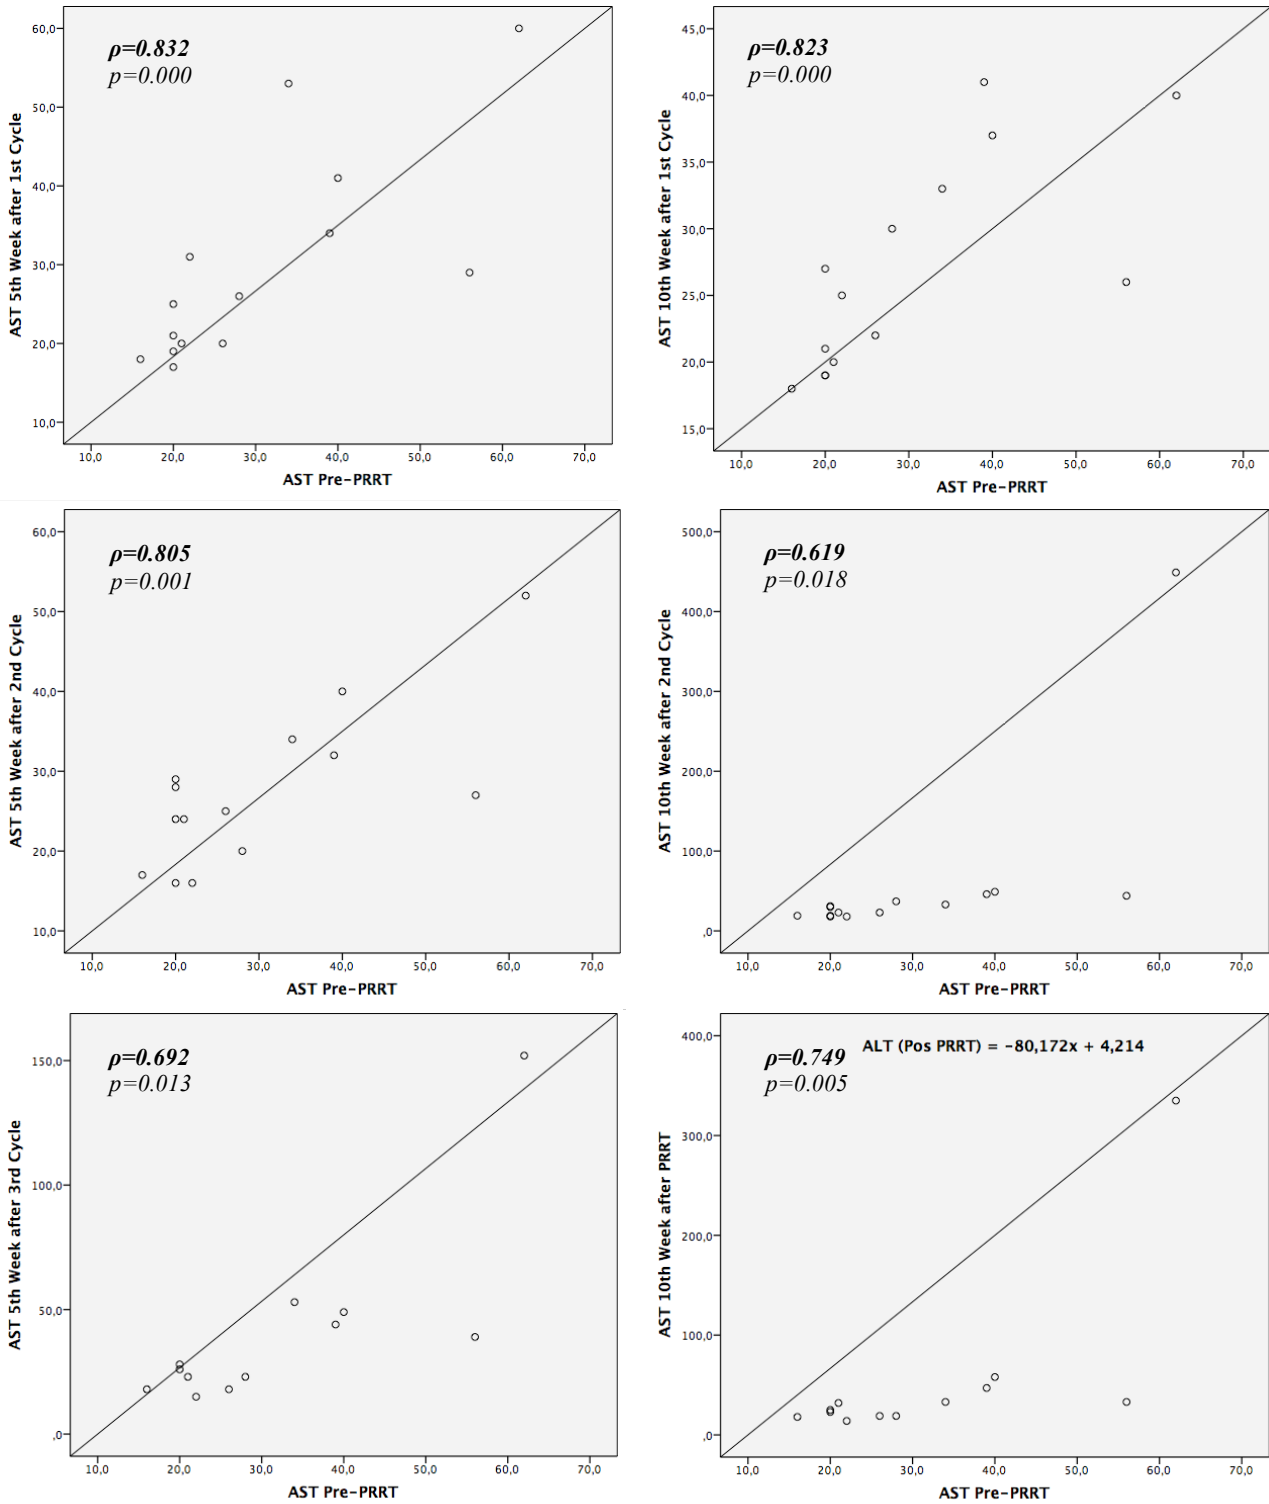 ρ=0.832
p=0.000
AST 5th Week after 1st Cycle
60,0
50,0
40,0
30,0
20,0
10,0
10,0 20,0 30,0 40,0 50,0 60,0 70,0
AST Pre-PRRT
ρ=0.823
p=0.000
AST 10th Week after 1st Cycle
45,0
40,0
35,0
30,0
25,0
20,0
15,0
10,0 20,0 30,0 40,0 50,0 60,0 70,0
AST Pre-PRRT
ρ=0.805
p=0.001
AST 5th Week after 2nd Cycle
60,0
50,0
40,0
30,0
20,0
10,0
10,0 20,0 30,0 40,0 50,0 60,0 70,0
AST Pre-PRRT
ρ=0.619
p=0.018
AST 10th Week after 2nd Cycle
500,0
400,0
300,0
200,0
100,0
,0
10,0 20,0 30,0 40,0 50,0 60,0 70,0
AST Pre-PRRT
ρ=0.692
p=0.013
AST 5th Week after 3rd Cycle
150,0
100,0
50,0
,0
10,0 20,0 30,0 40,0 50,0 60,0 70,0
AST Pre-PRRT
ρ=0.749 ALT (Pos PRRT) = -80,172x + 4,214
p=0.005
AST 10th Week after PRRT
400,0
300,0
200,0
100,0
,0
10,0 20,0 30,0 40,0 50,0 60,0 70,0
AST Pre-PRRT